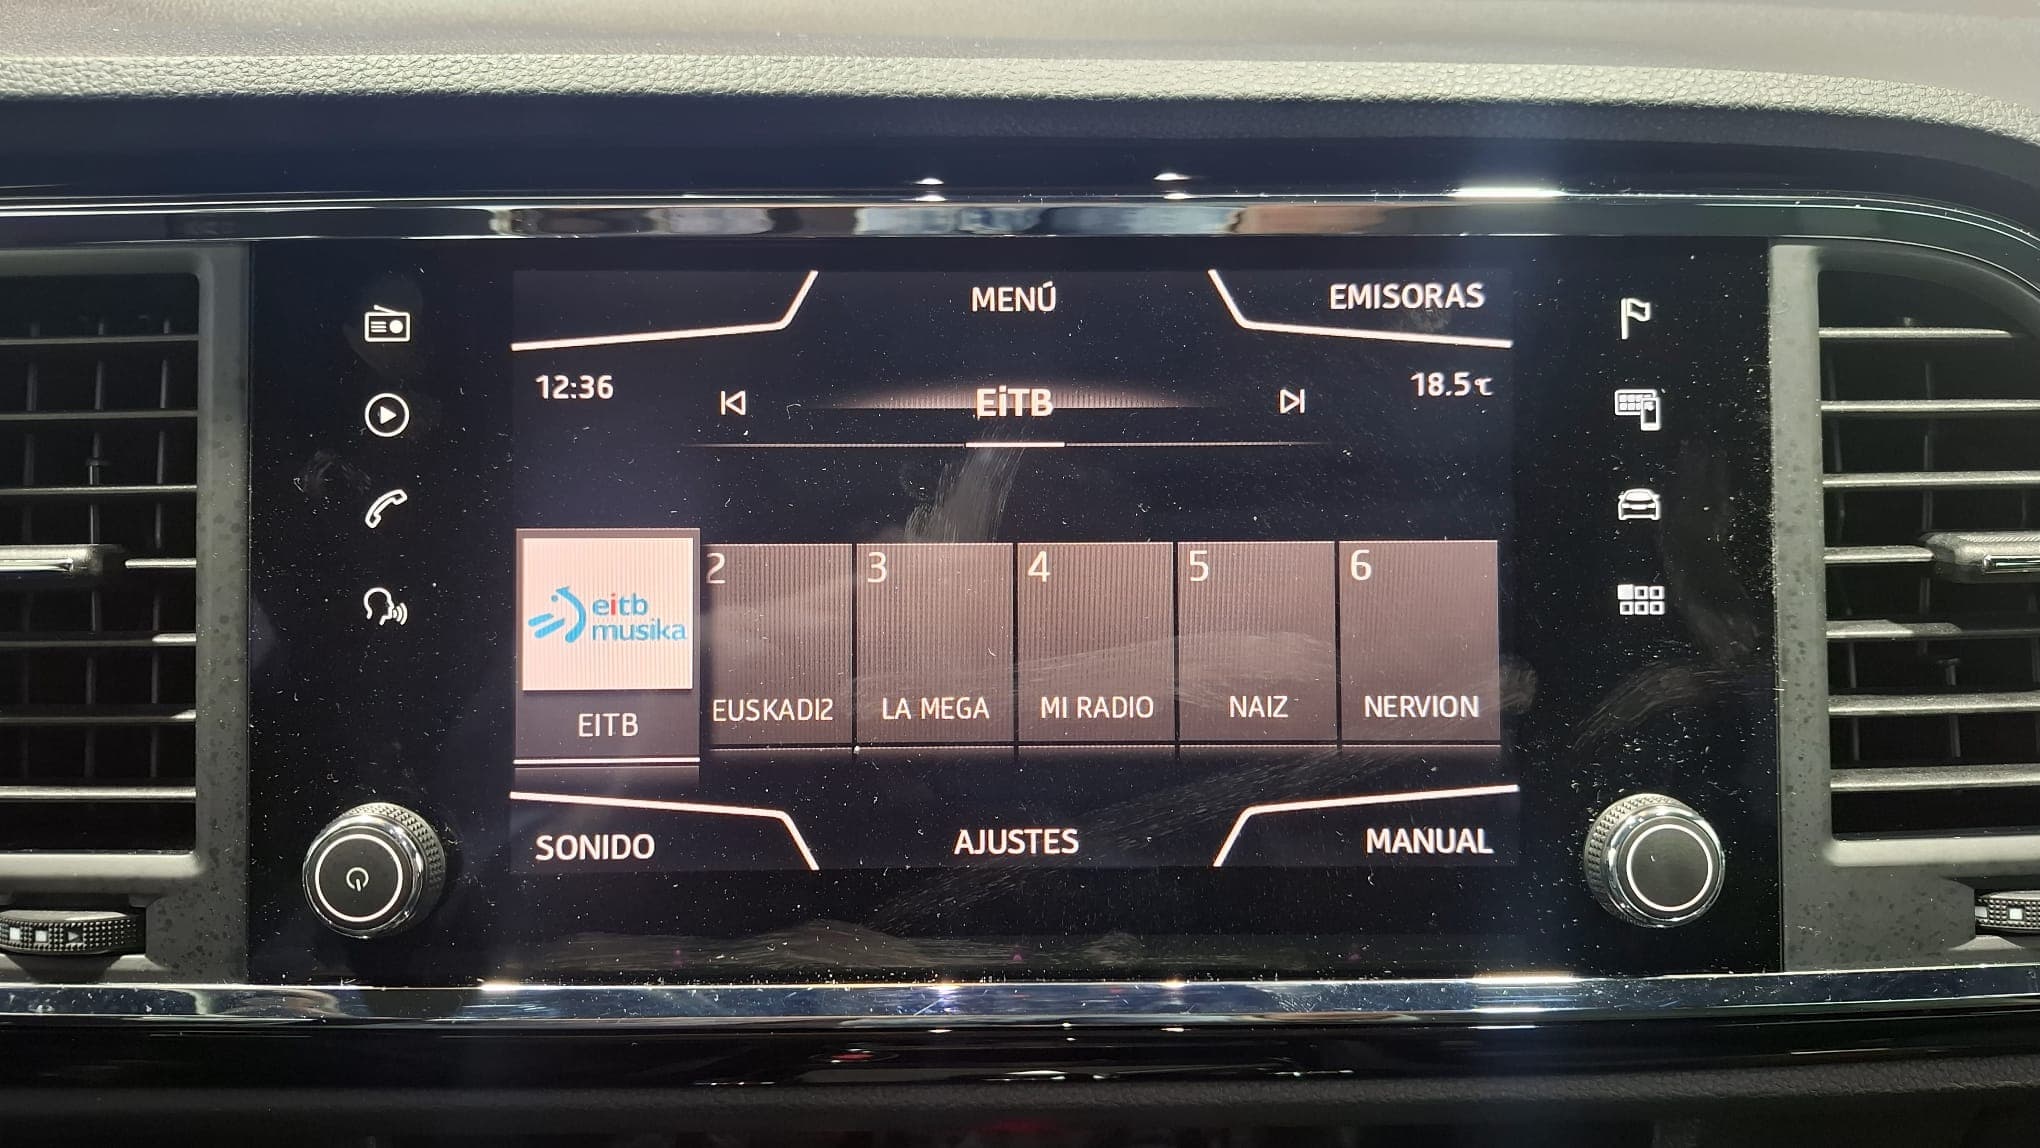 MENÚ
EMISORAS
12:36
EiTB
18.5℃
eitb
musika
2
3
4
5
6
EITB
EUSKADI2
LA MEGA
MI RADIO
NAIZ
NERVION
SONIDO
AJUSTES
MANUAL